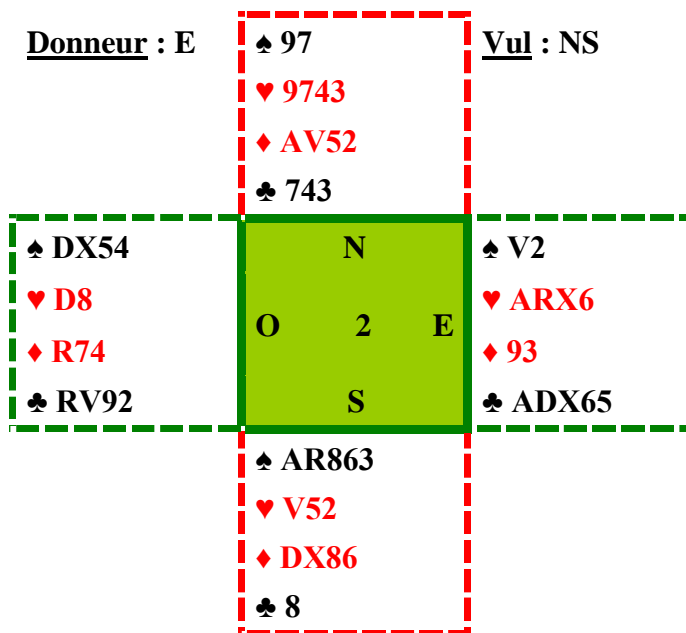 Donneur : E
Vul : NS
♠ 97
♥ 9743
♦ AV52
♣ 743
♠ DX54
♥ D8
♦ R74
♣ RV92
N
O 2 E
S
♠ V2
♥ ARX6
♦ 93
♣ ADX65
♠ AR863
♥ V52
♦ DX86
♣ 8